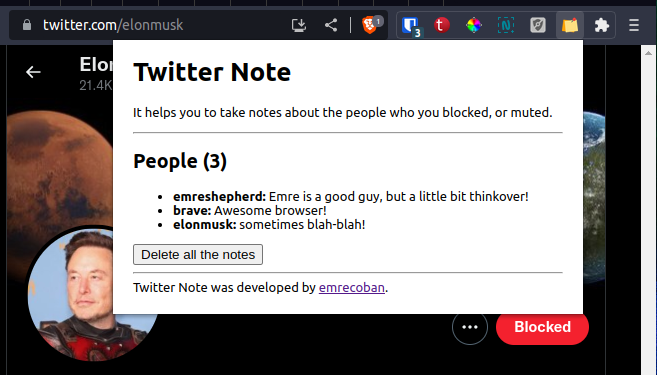 twitter.com/elonmusk
1
3
Elon
21.4K
Twitter Note
It helps you to take notes about the people who you blocked, or muted.
People (3)
emreshepherd: Emre is a good guy, but a little bit thinkover!
brave: Awesome browser!
elonmusk: sometimes blah-blah!
Delete all the notes
Twitter Note was developed by emrecoban.
Blocked